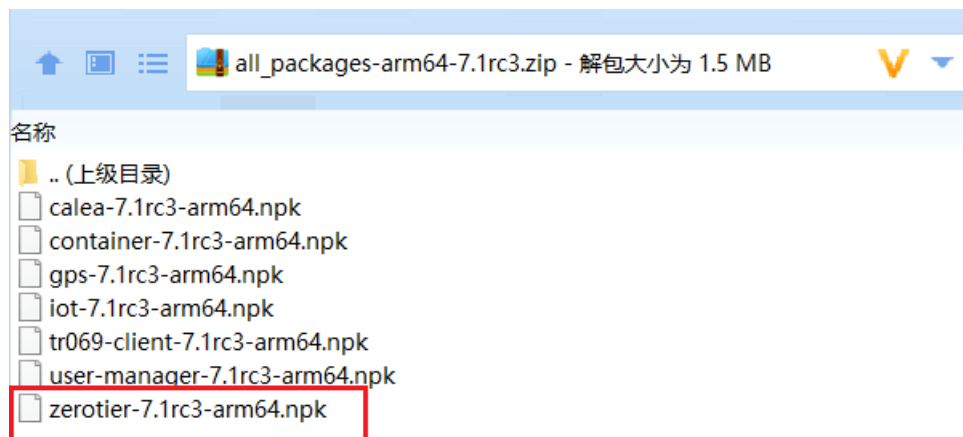 all_packages-arm64-7.1rc3.zip - 解包大小为 1.5 MB
名称
.. (上级目录)
calea-7.1rc3-arm64.npk
container-7.1rc3-arm64.npk
gps-7.1rc3-arm64.npk
iot-7.1rc3-arm64.npk
tr069-client-7.1rc3-arm64.npk
user-manager-7.1rc3-arm64.npk
zerotier-7.1rc3-arm64.npk